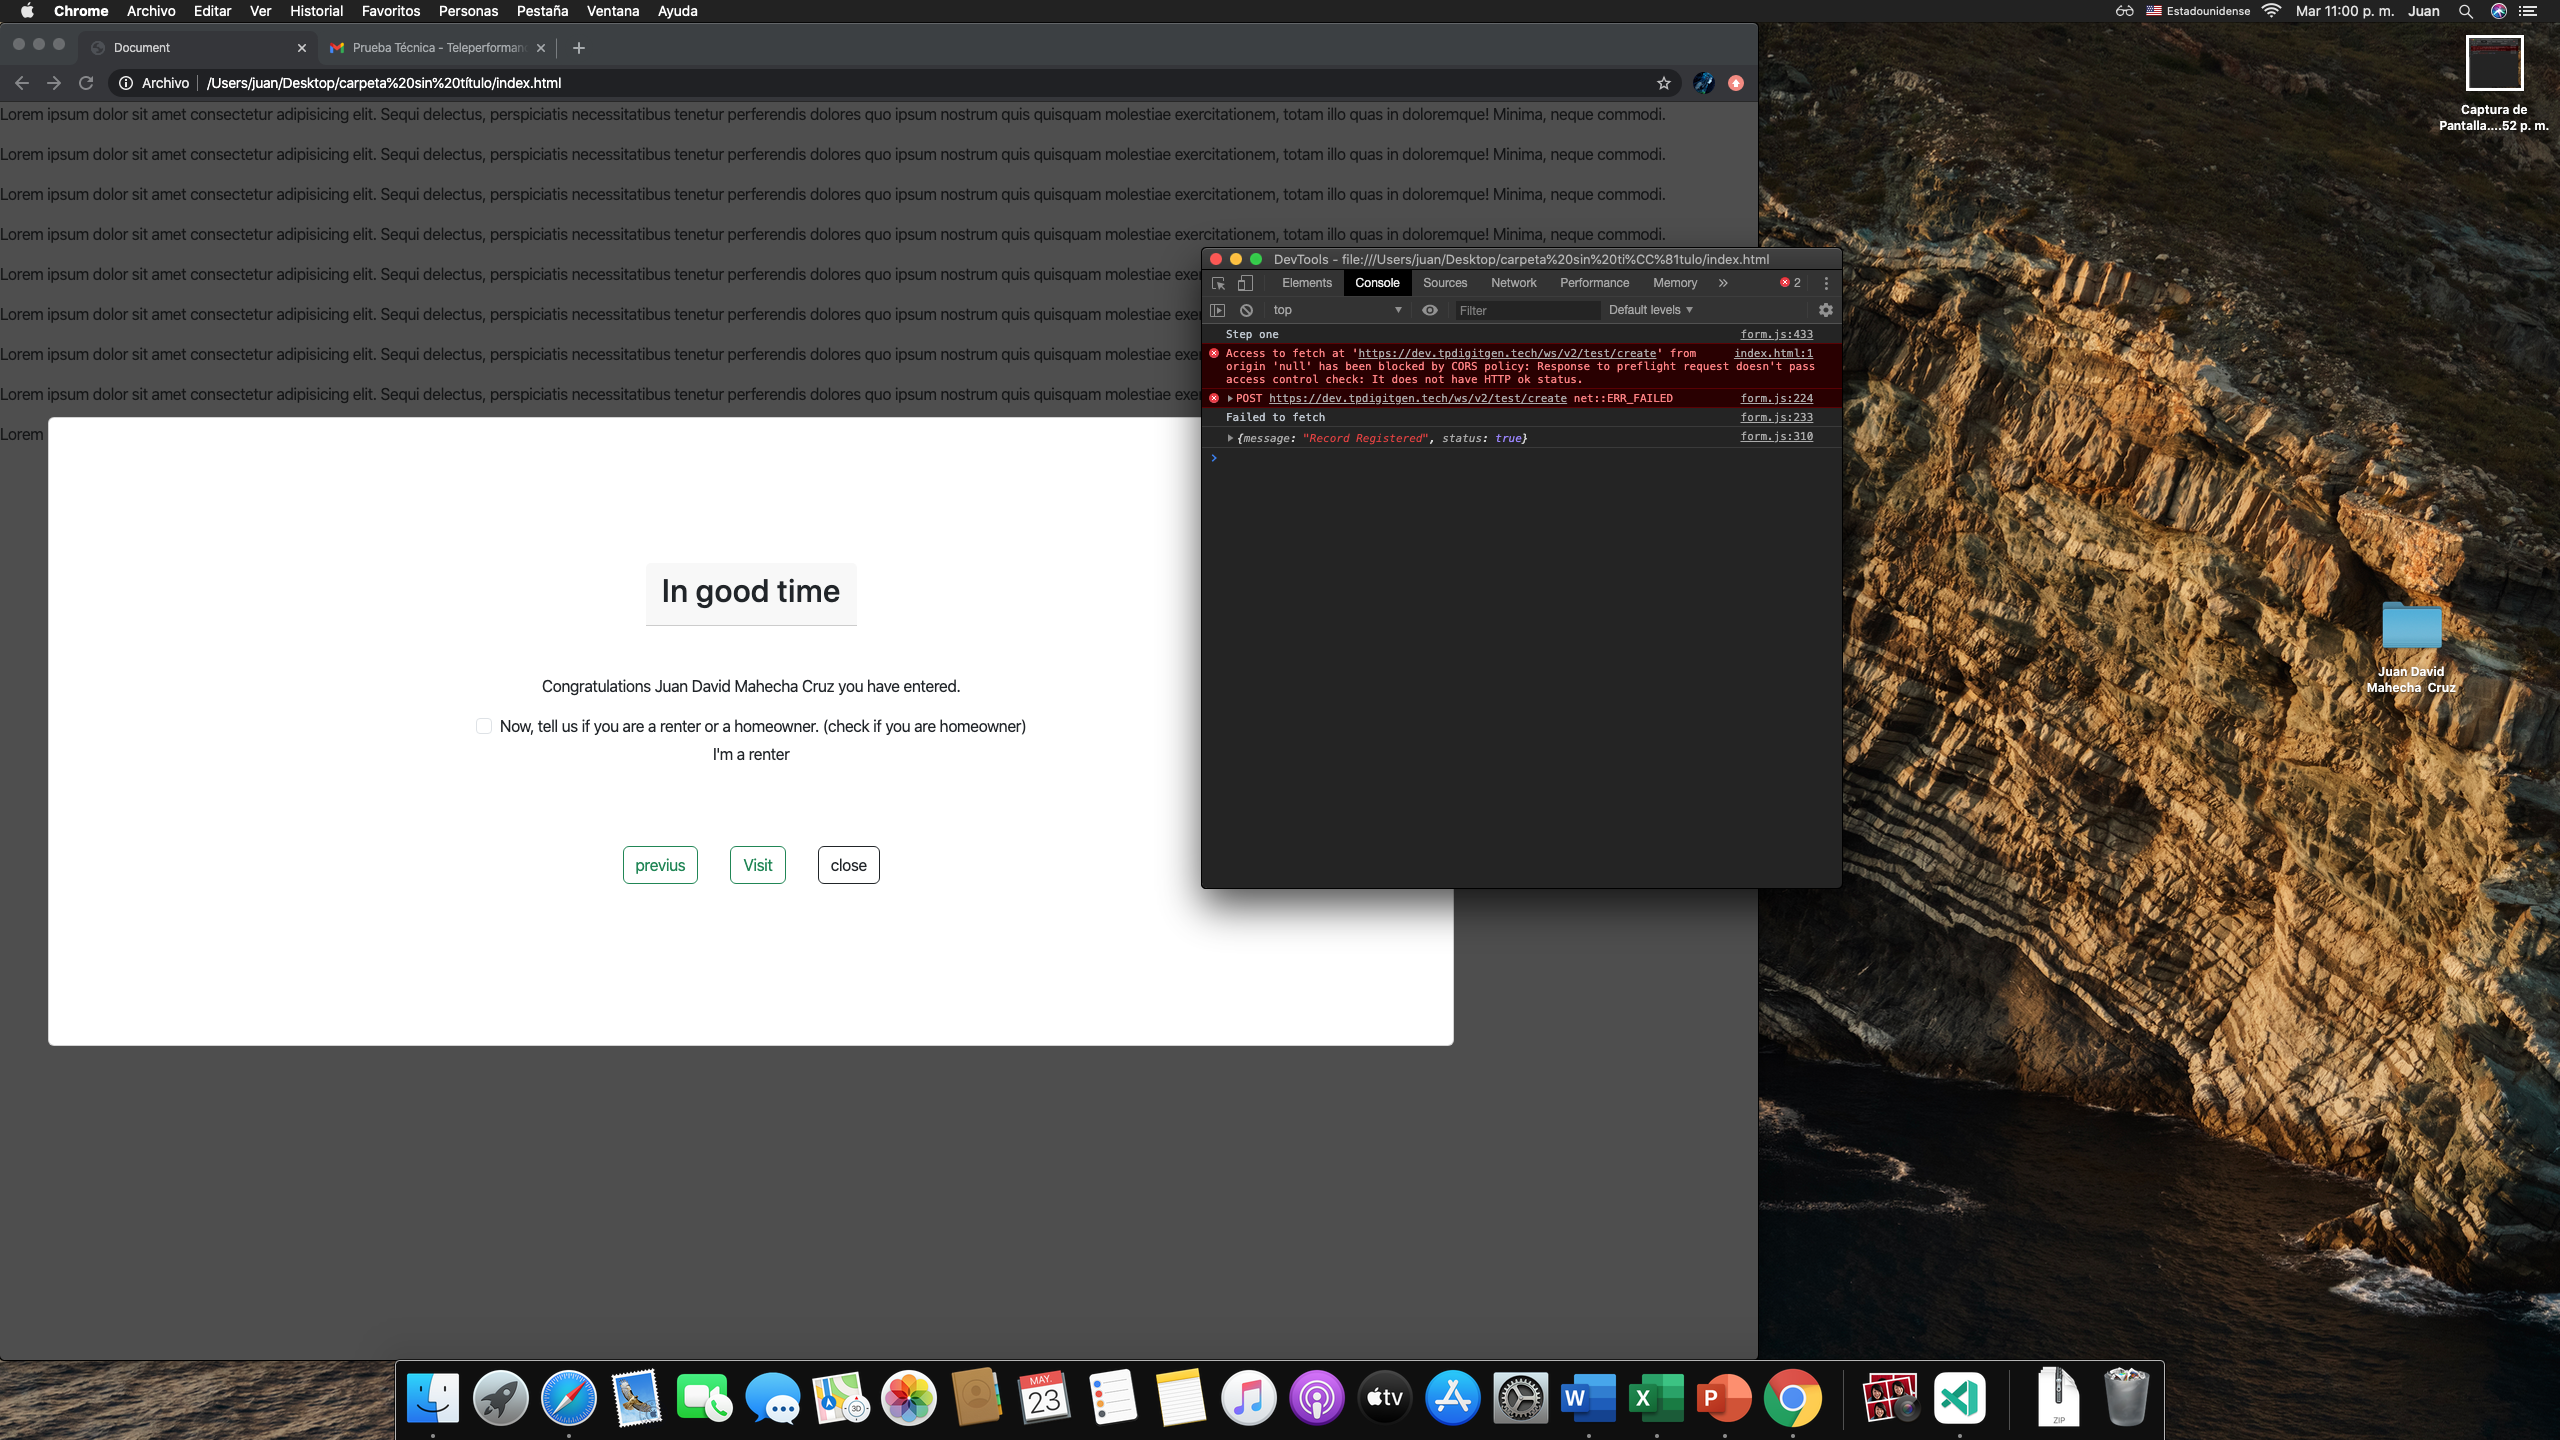 Chrome Archivo Editar Ver Historial Favoritos Personas Pestaña Ventana Ayuda
Estadounidense Mar 11:00 p. m. Juan
Document
Prueba Técnica - Teleperforman
Archivo /Users/juan/Desktop/carpeta%20sin%20título/index.html
Lorem ipsum dolor sit amet consectetur adipisicing elit. Sequi delectus, perspiciatis necessitatibus tenetur perferendis dolores quo ipsum nostrum quis quisquam molestiae exercitationem, totam illo quas in doloremque! Minima, neque commodi.
Lorem ipsum dolor sit amet consectetur adipisicing elit. Sequi delectus, perspiciatis necessitatibus tenetur perferendis dolores quo ipsum nostrum quis quisquam molestiae exercitationem, totam illo quas in doloremque! Minima, neque commodi.
Lorem ipsum dolor sit amet consectetur adipisicing elit. Sequi delectus, perspiciatis necessitatibus tenetur perferendis dolores quo ipsum nostrum quis quisquam molestiae exercitationem, totam illo quas in doloremque! Minima, neque commodi.
Lorem ipsum dolor sit amet consectetur adipisicing elit. Sequi delectus, perspiciatis necessitatibus tenetur perferendis dolores quo ipsum nostrum quis quisquam molestiae exercitationem, totam illo quas in doloremque! Minima, neque commodi.
Lorem ipsum dolor sit amet consectetur adipisicing elit. Sequi delectus, perspiciatis necessitatibus tenetur perferendis dolores quo ipsum nostrum quis quisquam molestiae
Lorem ipsum dolor sit amet consectetur adipisicing elit. Sequi delectus, perspiciatis necessitatibus tenetur perferendis dolores quo ipsum nostrum quis quisquam molestiae
Lorem ipsum dolor sit amet consectetur adipisicing elit. Sequi delectus, perspiciatis necessitatibus tenetur perferendis dolores quo ipsum nostrum quis quisquam molestiae
Lorem ipsum dolor sit amet consectetur adipisicing elit. Sequi delectus, perspiciatis necessitatibus tenetur perferendis dolores quo ipsum nostrum quis quisquam molestiae
Lorem
In good time
Congratulations Juan David Mahecha Cruz you have entered.
Now, tell us if you are a renter or a homeowner. (check if you are homeowner)
I'm a renter
previus Visit close
DevTools - file:///Users/juan/Desktop/carpeta%20sin%20ti%CC%81tulo/index.html
Elements Console Sources Network Performance Memory » 2
top Filter Default levels
Step one form.js:433
Access to fetch at 'https://dev.tpdigitgen.tech/ws/v2/test/create' from index.html:1
origin 'null' has been blocked by CORS policy: Response to preflight request doesn't pass
access control check: It does not have HTTP ok status.
POST https://dev.tpdigitgen.tech/ws/v2/test/create net::ERR_FAILED form.js:224
Failed to fetch form.js:233
{message: "Record Registered", status: true} form.js:310
Captura de
Pantalla....52 p. m.
Juan David
Mahecha Cruz
3D
MAY.
23
tv
W
X
P
ZIP